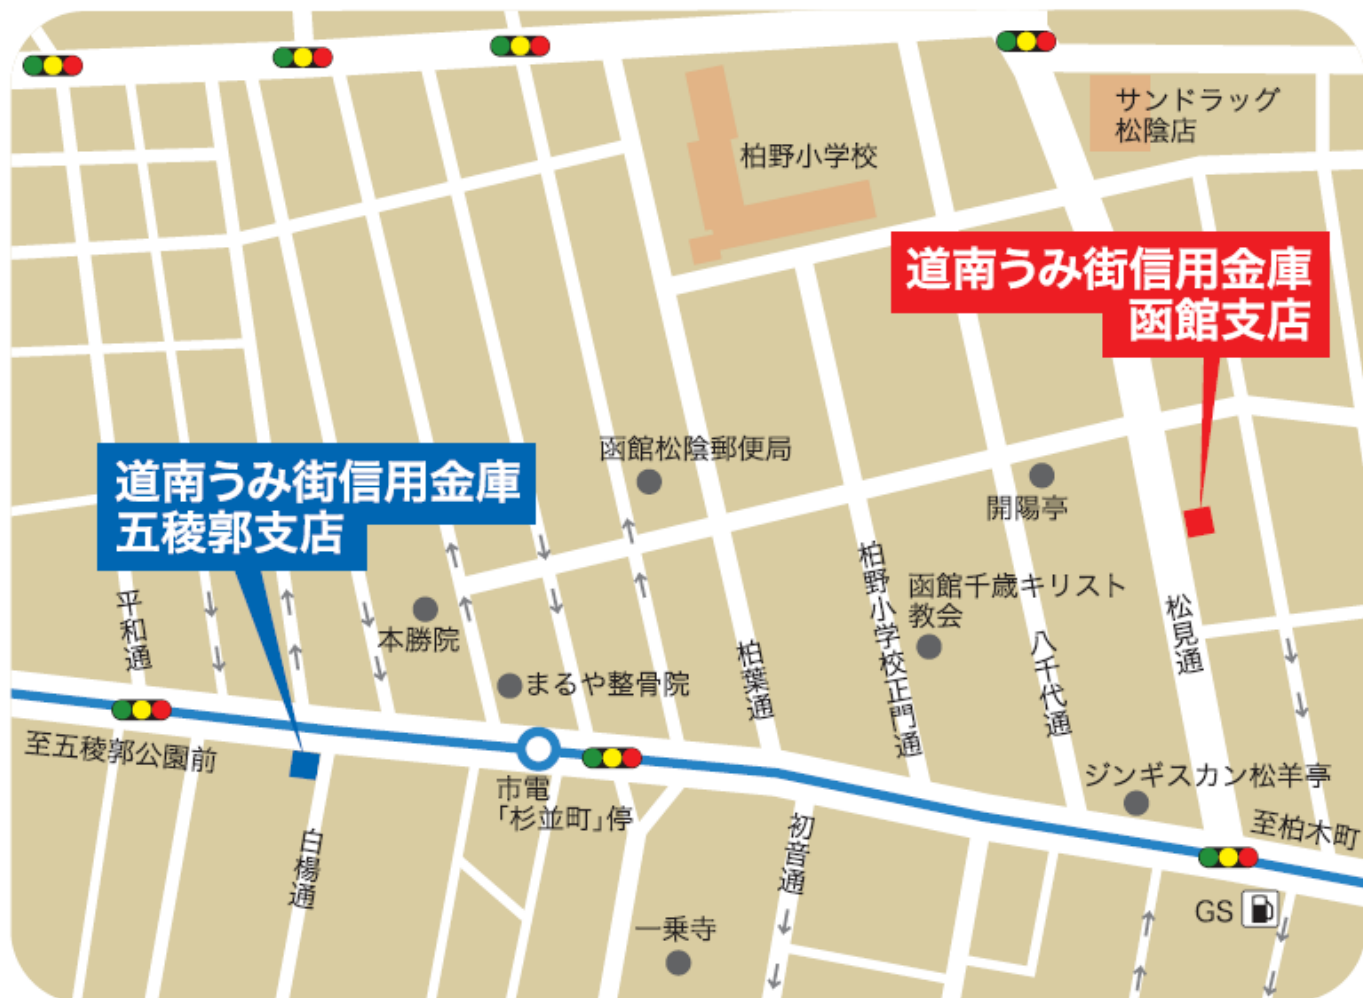 サンドラッグ
松陰店
柏野小学校
道南うみ街信用金庫
函館支店
函館松陰郵便局
道南うみ街信用金庫
五稜郭支店
開陽亭
函館千歳キリスト
教会
平和通
本勝院
まるや整骨院
柏葉通
柏野小学校正門通
八千代通
松見通
至五稜郭公園前
市電
「杉並町」停
ジンギスカン松羊亭
至柏木町
白楊通
初音通
一乗寺
GS